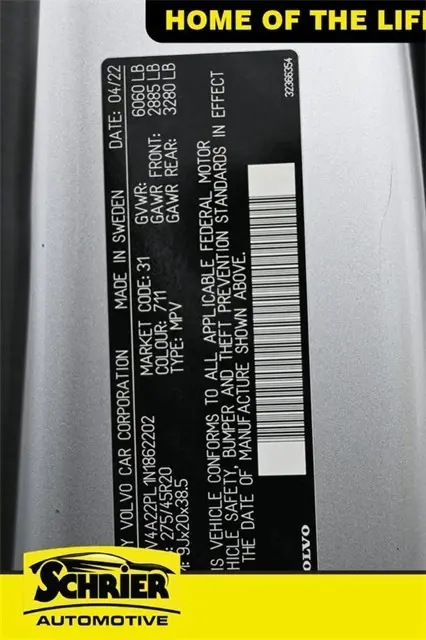 HOME OF THE LIF
Y VOLVO CAR CORPORATION MADE IN SWEDEN DATE: 04/22
V4A22PL1N1862202 MARKET CODE: 31 GVWR: 6060 LB
: 275/45R20 COLOUR: 711 GAWR FRONT: 2885 LB
M: 9Jx20x38.5 TYPE: MPV GAWR REAR: 3280 LB
IS VEHICLE CONFORMS TO ALL APPLICABLE FEDERAL MOTOR
HICLE SAFETY, BUMPER AND THEFT PREVENTION STANDARDS IN EFFECT
THE DATE OF MANUFACTURE SHOWN ABOVE.
OLVO 32366354
SCHRIER
AUTOMOTIVE